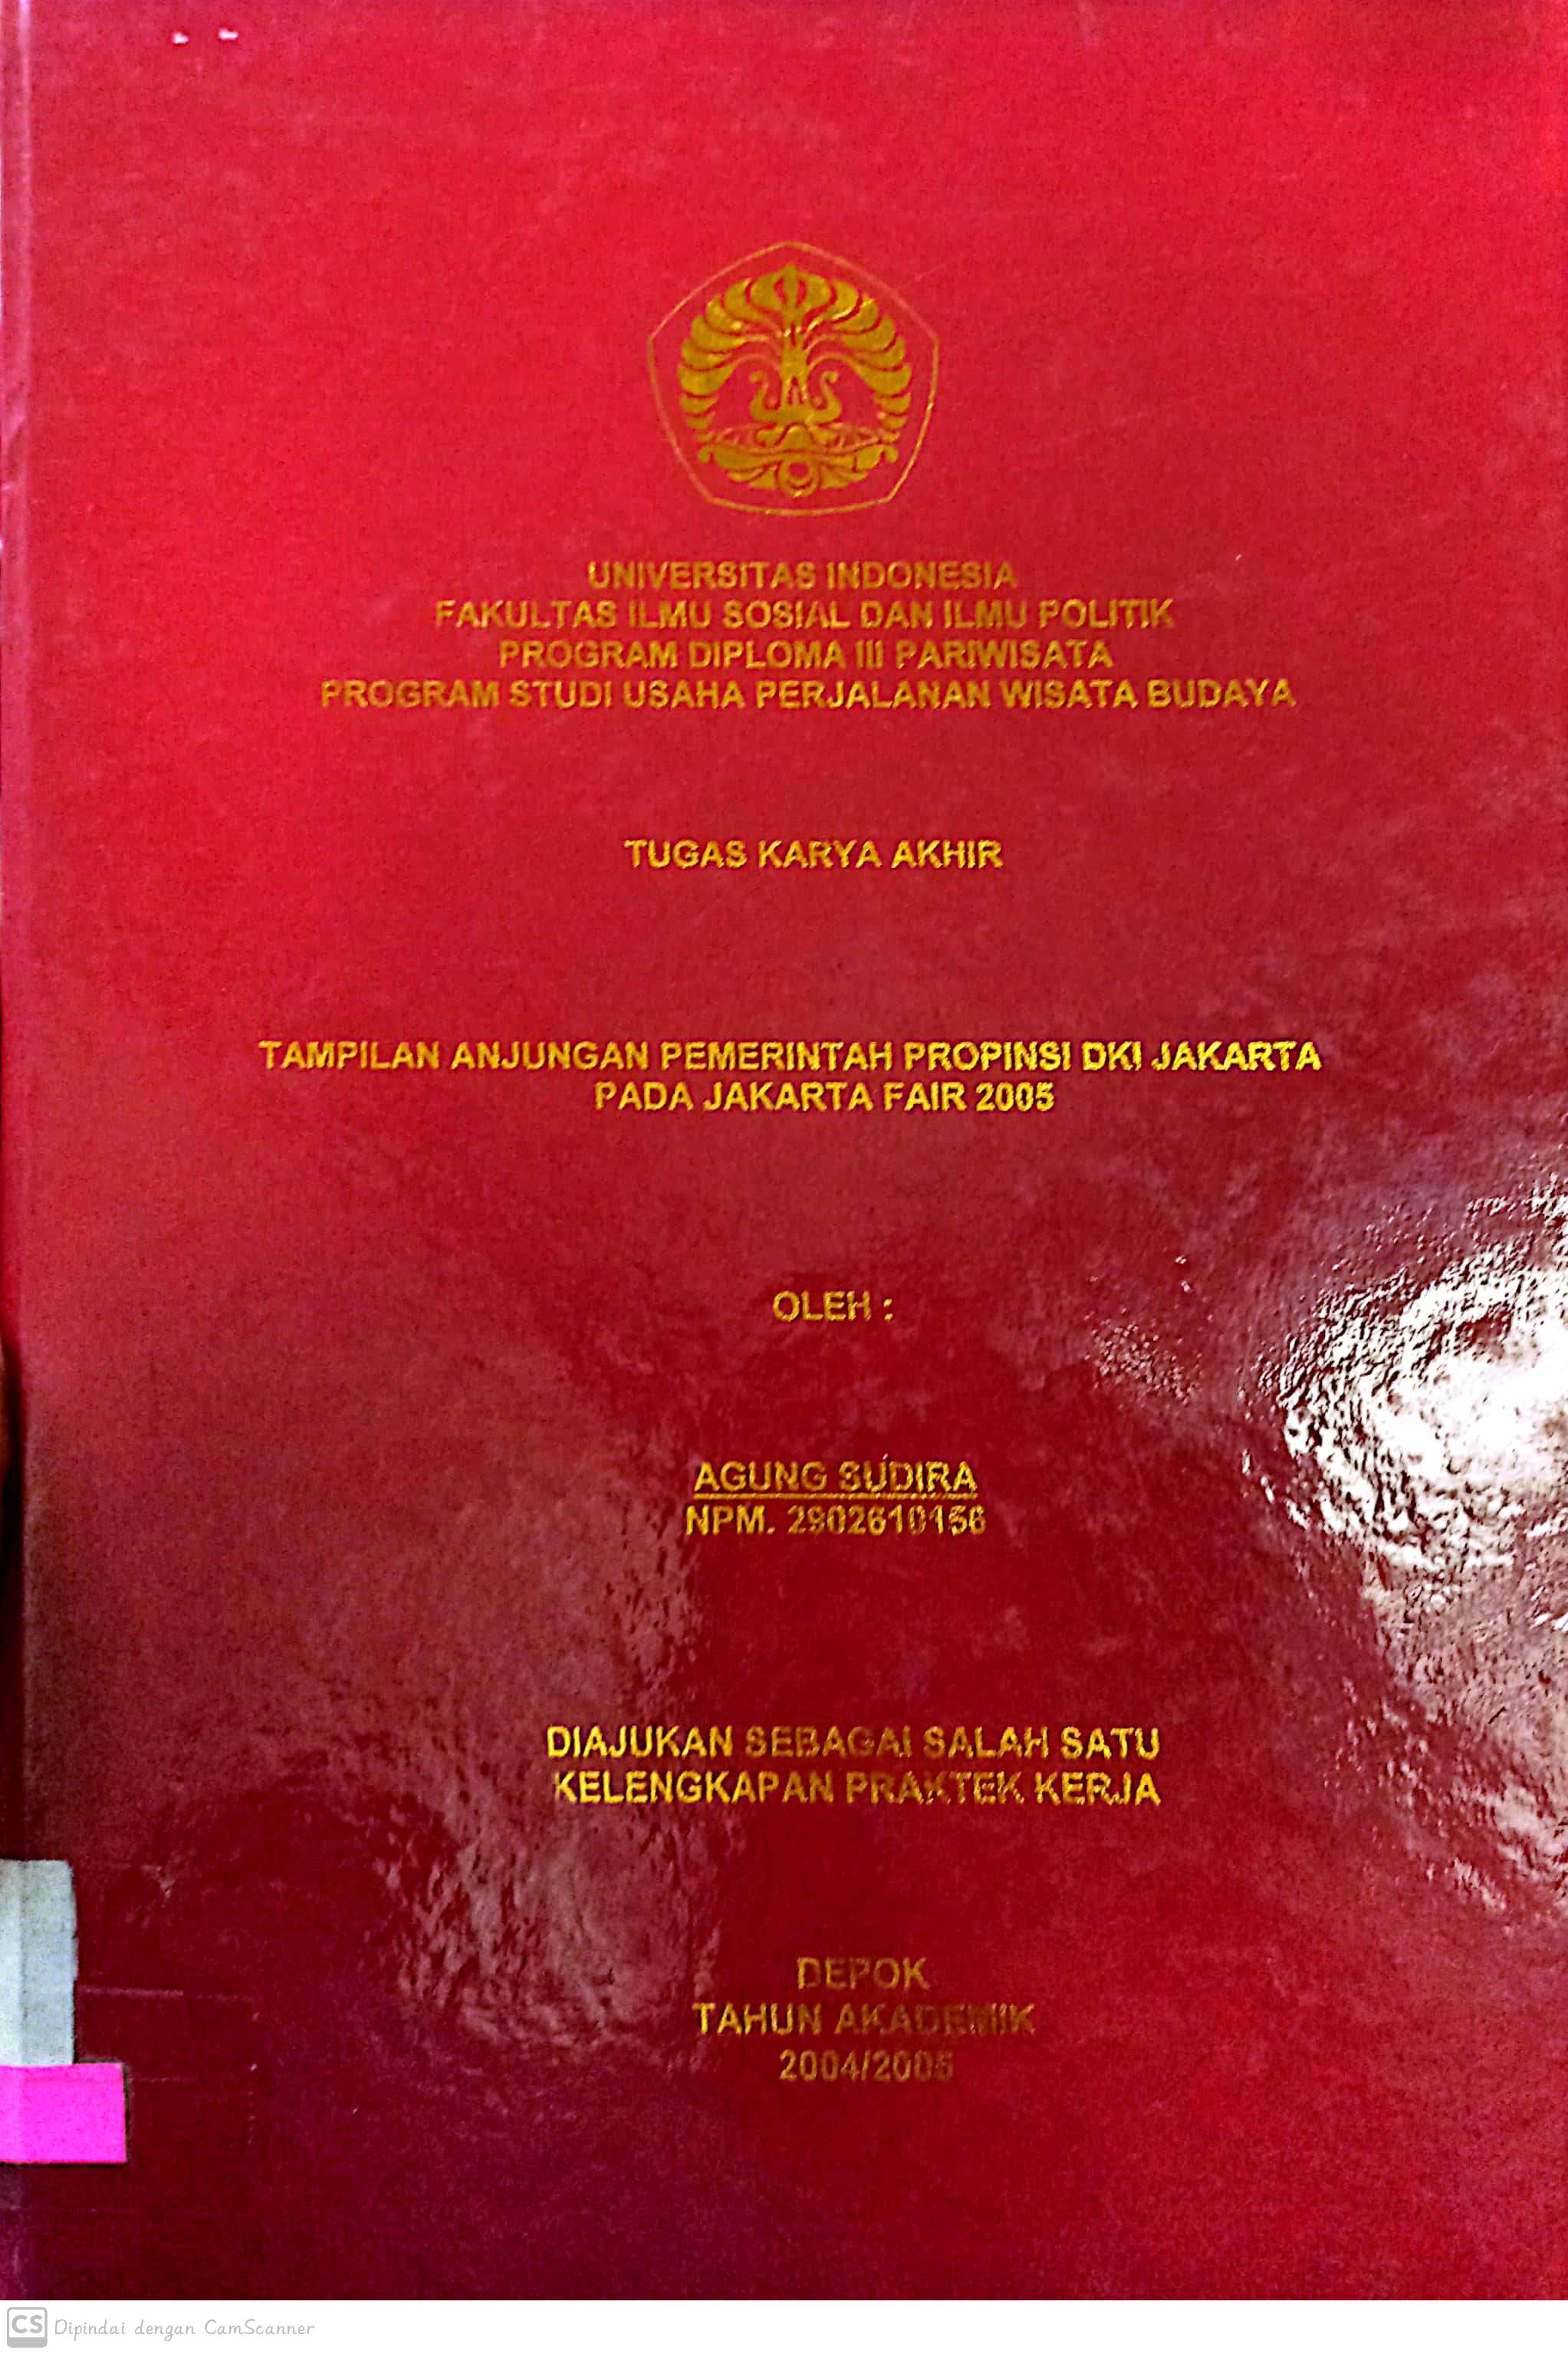 UNIVERSITAS INDONESIA
FAKULTAS ILMU SOSIAL DAN ILMU POLITIK
PROGRAM DIPLOMA III PARIWISATA
PROGRAM STUDI USAHA PERJALANAN WISATA BUDAYA
TUGAS KARYA AKHIR
TAMPILAN ANJUNGAN PEMERINTAH PROPINSI DKI JAKARTA
PADA JAKARTA FAIR 2005
OLEH :
AGUNG SUDIRA
NPM. 2902610156
DIAJUKAN SEBAGAI SALAH SATU
KELENGKAPAN PRAKTEK KERJA
DEPOK
TAHUN AKADEMIK
2004/2005
CS Dipindai dengan CamScanner